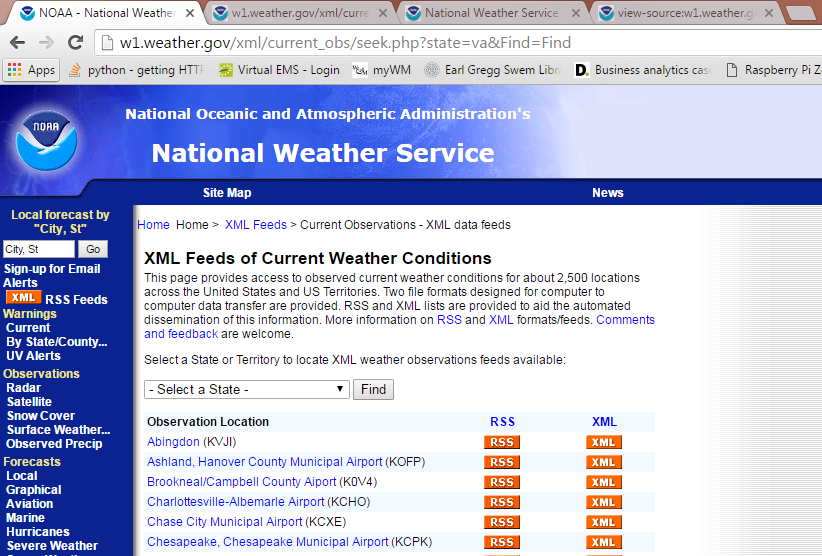 NOAA - National Weather
w1.weather.gov/xml/curre
National Weather Service
view-source:w1.weather.g
w1.weather.gov/xml/current_obs/seek.php?state=va&Find=Find
Apps
python - getting HTT
Virtual EMS - Login
myWM
Earl Gregg Swem Libr
D. Business analytics cas
Raspberry Pi Z
NOAA
National Oceanic and Atmospheric Administration's
National Weather Service
Site Map
News
Local forecast by
"City, St"
City, St
Go
Sign-up for Email
Alerts
XML RSS Feeds
Warnings
Current
By State/County...
UV Alerts
Observations
Radar
Satellite
Snow Cover
Surface Weather...
Observed Precip
Forecasts
Local
Graphical
Aviation
Marine
Hurricanes
Severe Weather
Home Home > XML Feeds > Current Observations - XML data feeds
XML Feeds of Current Weather Conditions
This page provides access to observed current weather conditions for about 2,500 locations
across the United States and US Territories. Two file formats designed for computer to
computer data transfer are provided. RSS and XML lists are provided to aid the automated
dissemination of this information. More information on RSS and XML formats/feeds. Comments
and feedback are welcome.
Select a State or Territory to locate XML weather observations feeds available:
- Select a State -
Find
Observation Location RSS XML
Abingdon (KVJI) RSS XML
Ashland, Hanover County Municipal Airport (KOFP) RSS XML
Brookneal/Campbell County Aiport (K0V4) RSS XML
Charlottesville-Albemarle Airport (KCHO) RSS XML
Chase City Municipal Airport (KCXE) RSS XML
Chesapeake, Chesapeake Municipal Airport (KCPK) RSS XML